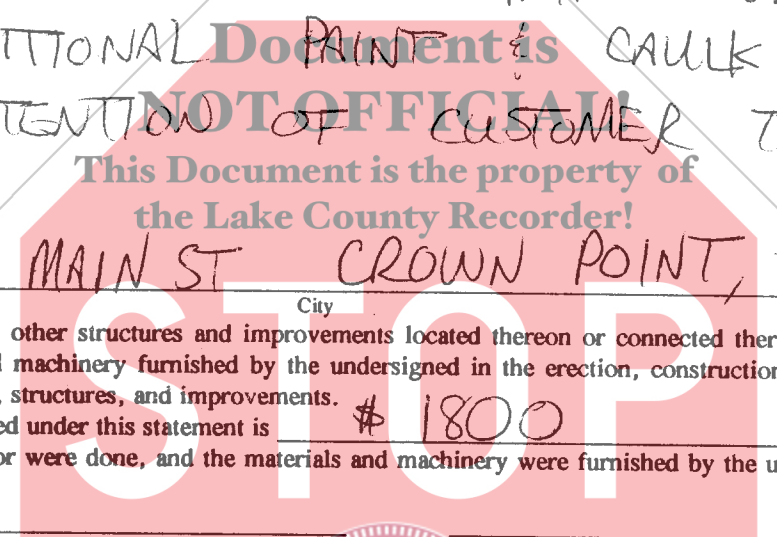 ITIONAL PAINT & CAULK
Document is
TENTION OF CUSTOMER
NOT OFFICIAL!
This Document is the property of
the Lake County Recorder!
MAIN ST CROWN POINT,
City
other structures and improvements located thereon or connected ther
machinery furnished by the undersigned in the erection, construction
, structures, and improvements.
ed under this statement is $ 1800
or were done, and the materials and machinery were furnished by the u
STOP